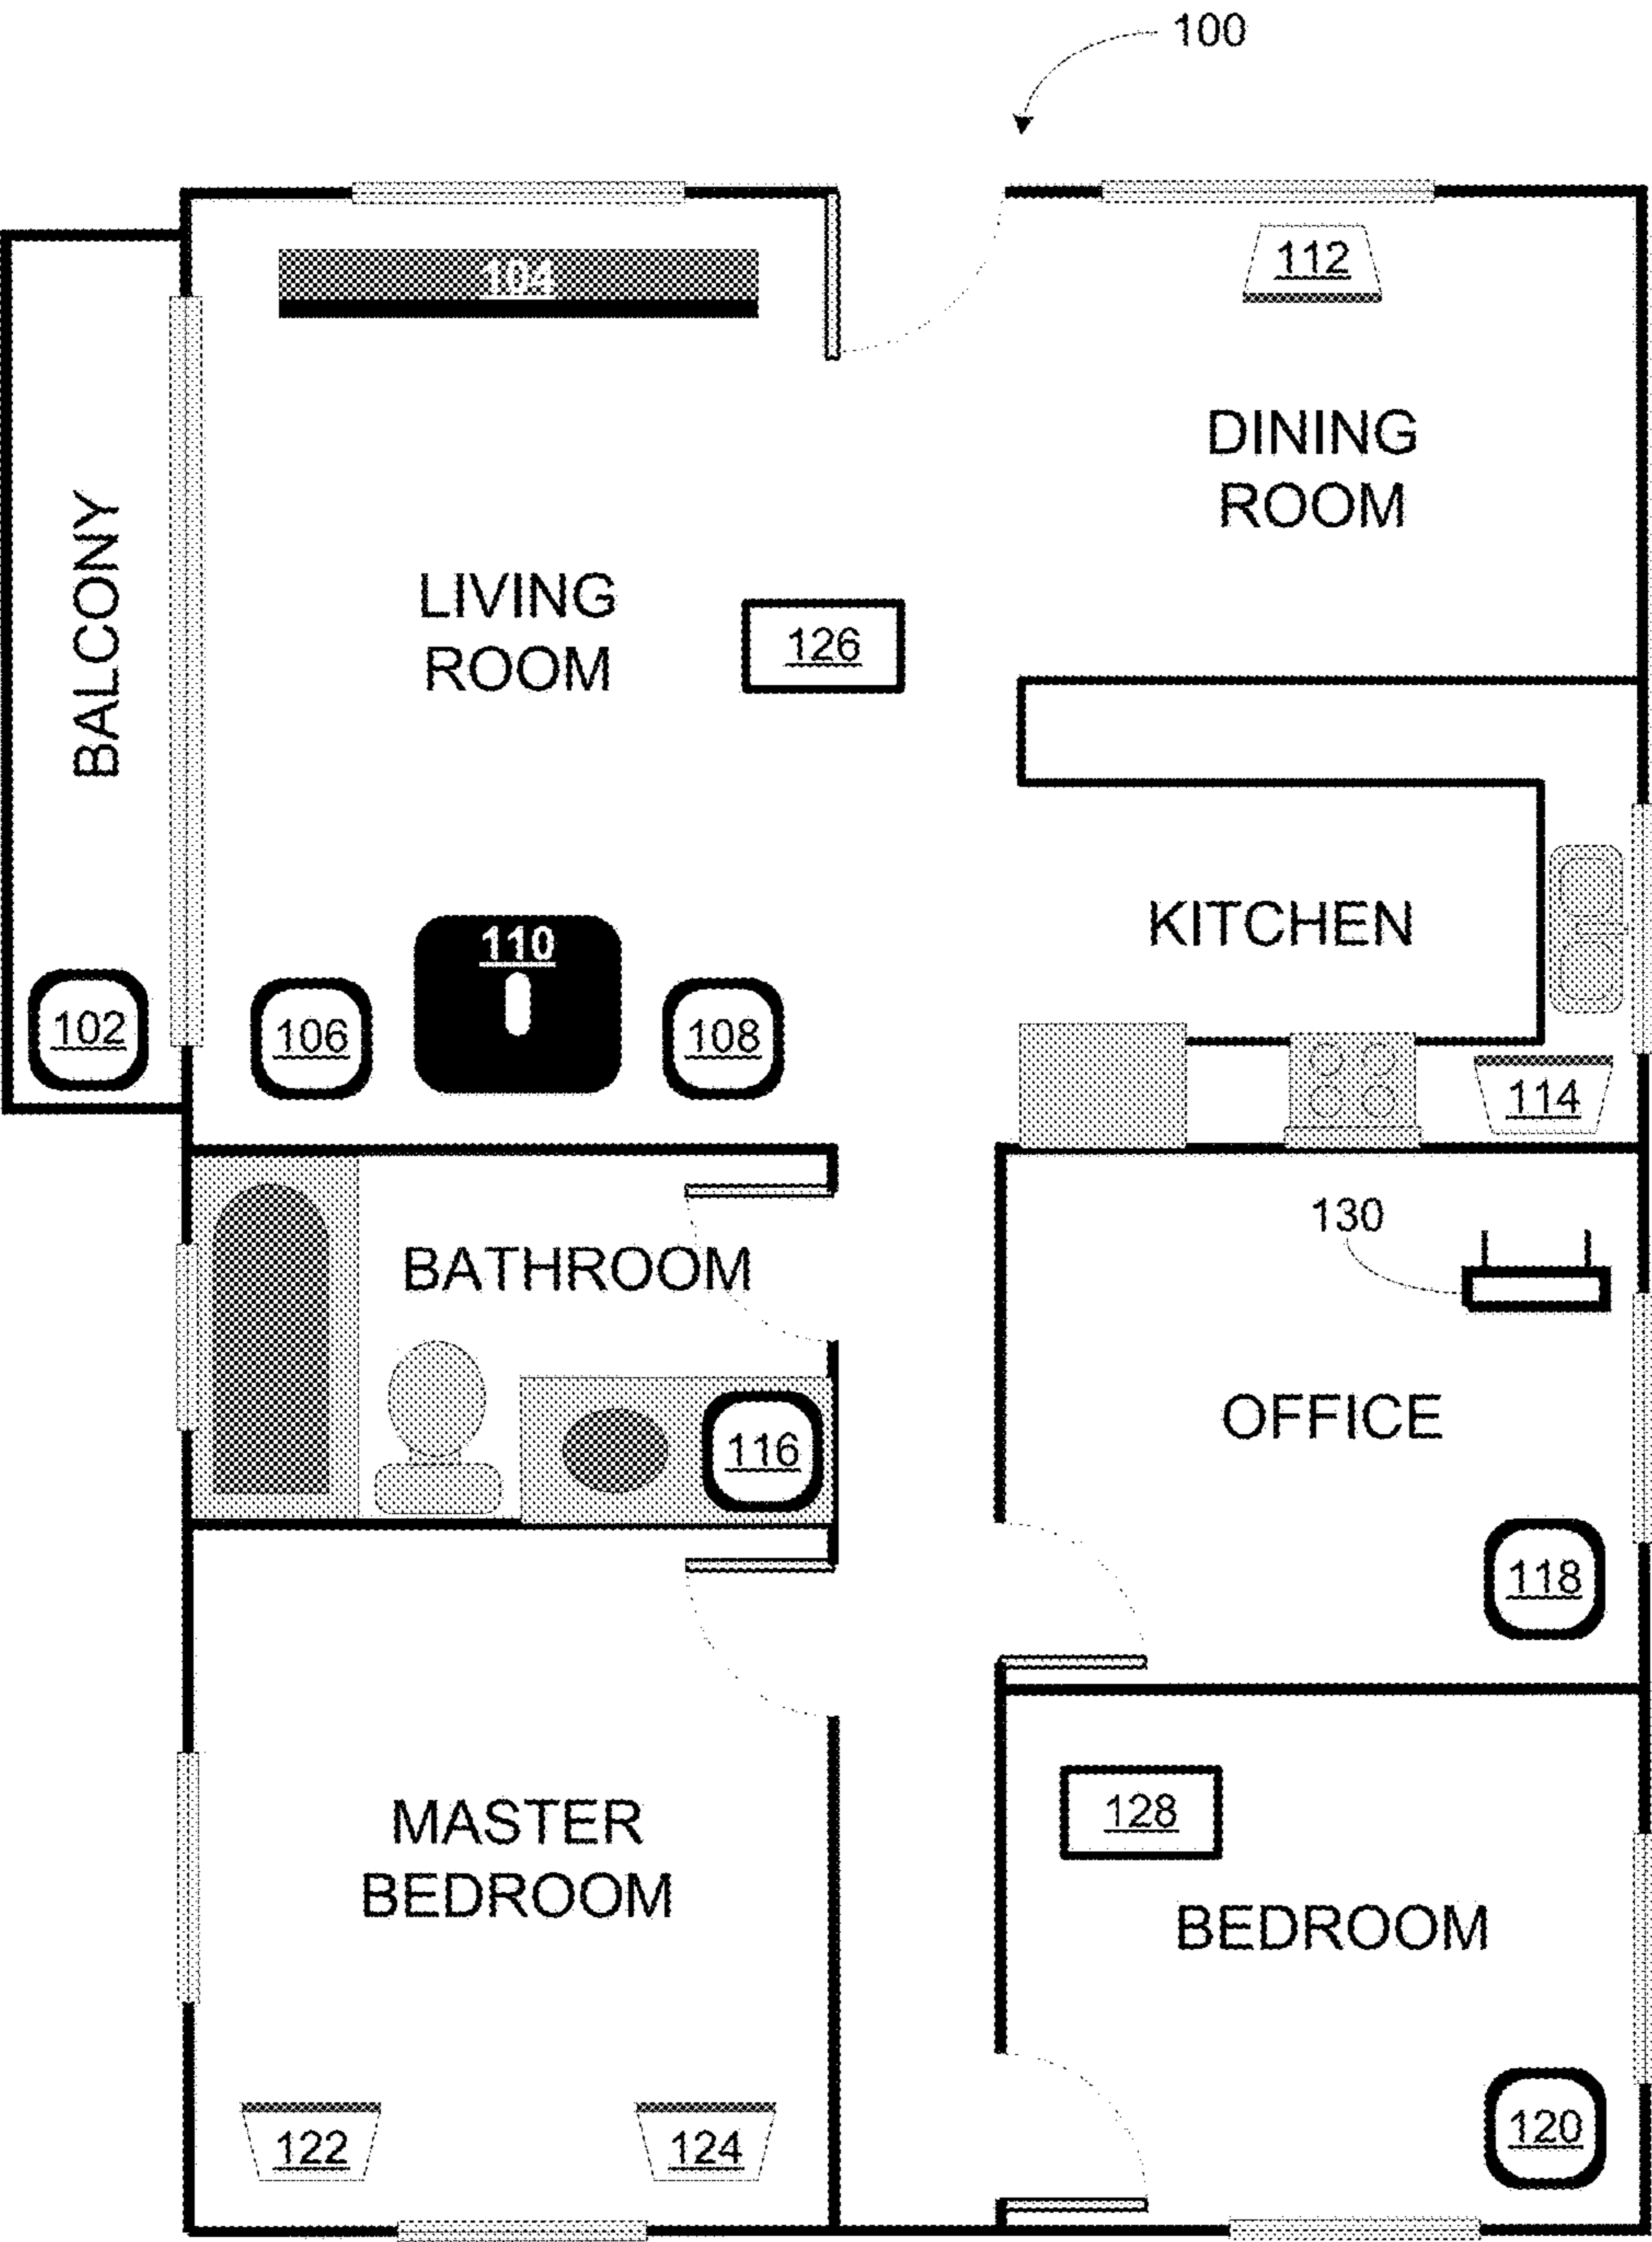 100
104
112
DINING
ROOM
BALCONY
LIVING
ROOM
126
KITCHEN
110
102
106
108
114
130
BATHROOM
OFFICE
116
118
MASTER
BEDROOM
128
BEDROOM
122
124
120